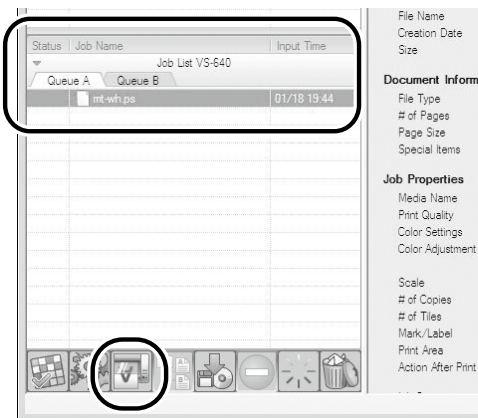 Status Job Name Input Time
Job List VS-640
Queue A Queue B
mt-wh.ps 01/18 19:44
File Name
Creation Date
Size
Document Inform
File Type
# of Pages
Page Size
Special Items
Job Properties
Media Name
Print Quality
Color Settings
Color Adjustment
Scale
# of Copies
# of Tiles
Mark/Label
Print Area
Action After Print